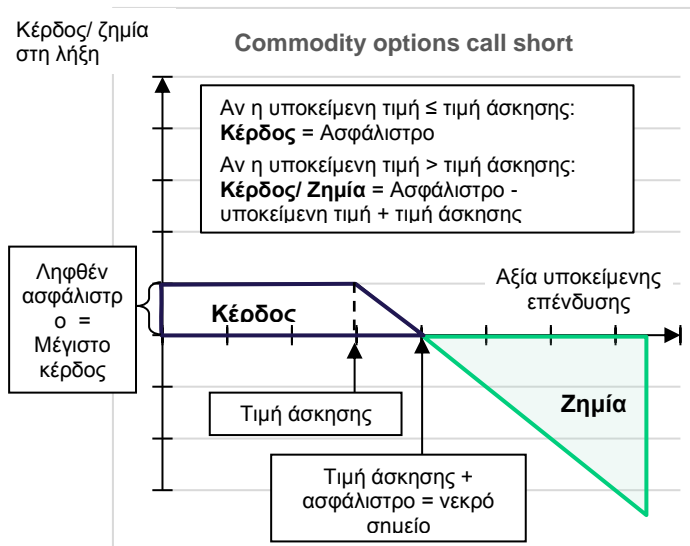 Κέρδος/ ζημία
στη λήξη
Commodity options call short
Αν η υποκείμενη τιμή ≤ τιμή άσκησης:
Κέρδος = Ασφάλιστρο
Αν η υποκείμενη τιμή > τιμή άσκησης:
Κέρδος/ Ζημία = Ασφάλιστρο -
υποκείμενη τιμή + τιμή άσκησης
Ληφθέν
ασφάλιστρ
ο =
Μέγιστο
κέρδος
Κέρδος
Αξία υποκείμενης
επένδυσης
Τιμή άσκησης
Ζημία
Τιμή άσκησης +
ασφάλιστρο = νεκρό
σημείο